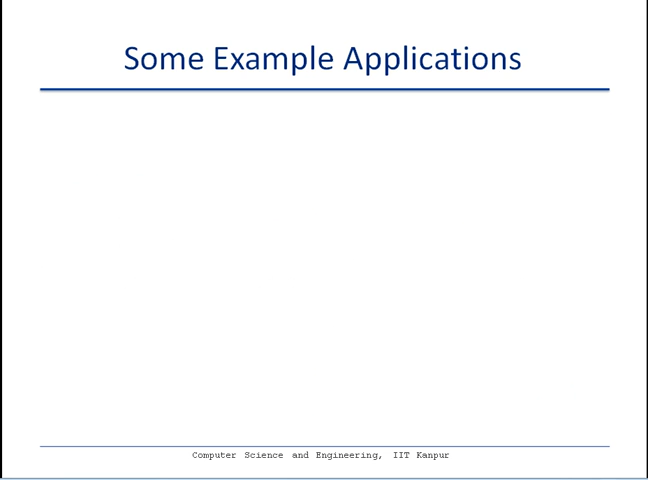 Some Example Applications
Computer Science and Engineering, IIT Kanpur